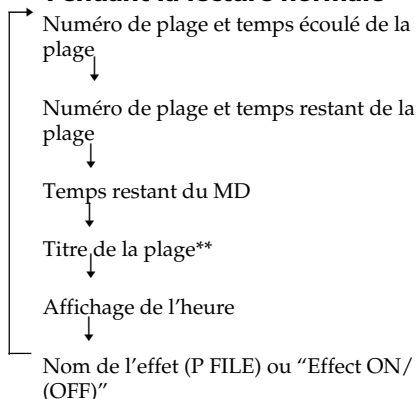 Pendant la lecture normale
Numéro de plage et temps écoulé de la
plage
Numéro de plage et temps restant de la
plage
Temps restant du MD
Titre de la plage**
Affichage de l’heure
Nom de l’effet (P FILE) ou “Effect ON/
(OFF)”